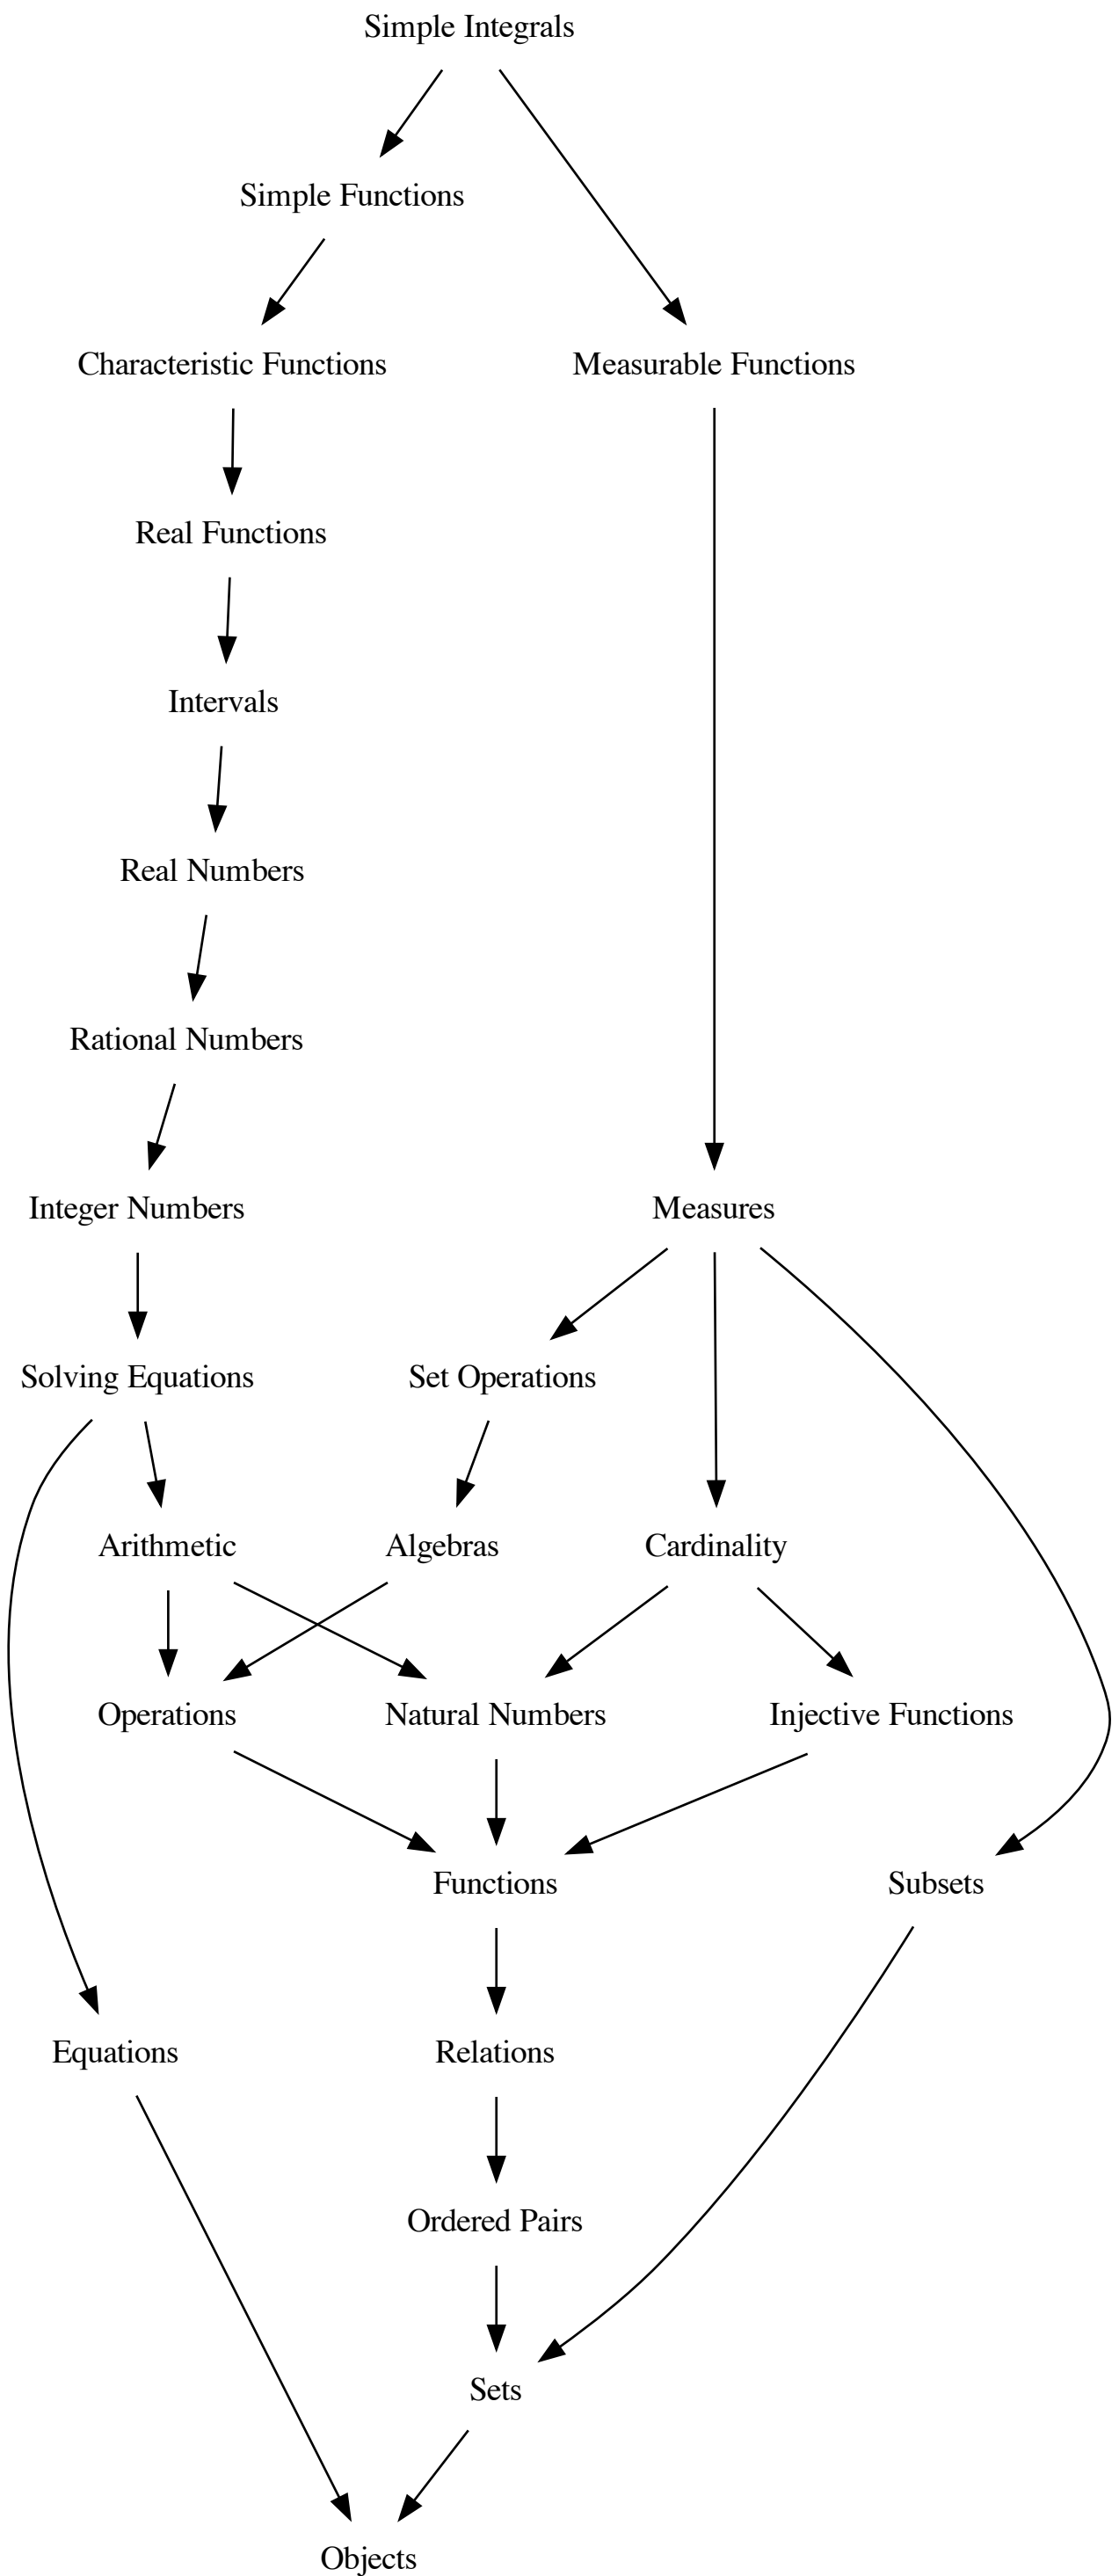 Simple Integrals
Simple Functions
Characteristic Functions
Measurable Functions
Real Functions
Intervals
Real Numbers
Rational Numbers
Integer Numbers
Measures
Solving Equations
Set Operations
Arithmetic
Algebras
Cardinality
Operations
Natural Numbers
Injective Functions
Functions
Subsets
Equations
Relations
Ordered Pairs
Sets
Objects